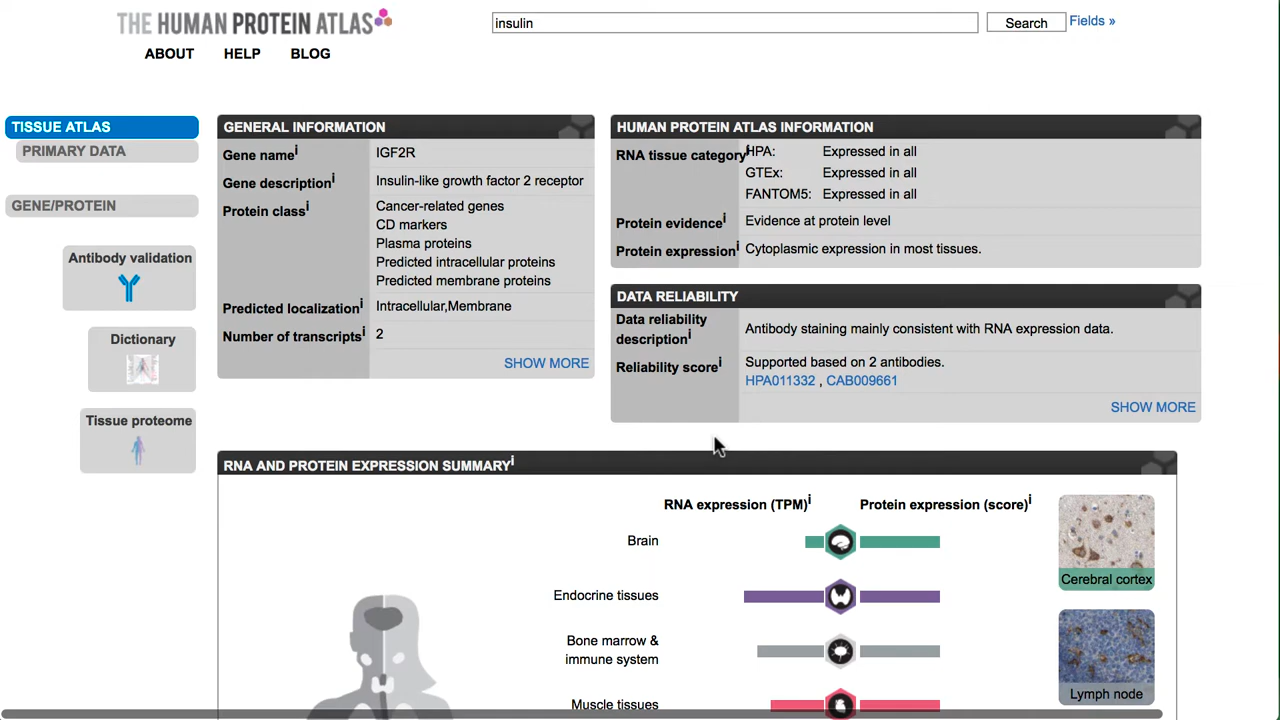 THE HUMAN PROTEIN ATLAS
insulin
Search
Fields »
ABOUT HELP BLOG
TISSUE ATLAS
PRIMARY DATA
GENE/PROTEIN
Antibody validation
Dictionary
Tissue proteome
GENERAL INFORMATION
Gene name i IGF2R
Gene description i Insulin-like growth factor 2 receptor
Protein class i Cancer-related genes
CD markers
Plasma proteins
Predicted intracellular proteins
Predicted membrane proteins
Predicted localization i Intracellular,Membrane
Number of transcripts i 2
SHOW MORE
HUMAN PROTEIN ATLAS INFORMATION
RNA tissue category i HPA: Expressed in all
GTEx: Expressed in all
FANTOM5: Expressed in all
Protein evidence i Evidence at protein level
Protein expression i Cytoplasmic expression in most tissues.
DATA RELIABILITY
Data reliability
description i Antibody staining mainly consistent with RNA expression data.
Reliability score i Supported based on 2 antibodies.
HPA011332 , CAB009661
SHOW MORE
RNA AND PROTEIN EXPRESSION SUMMARY i
RNA expression (TPM) i Protein expression (score) i
Brain
Cerebral cortex
Endocrine tissues
Bone marrow &
immune system
Lymph node
Muscle tissues